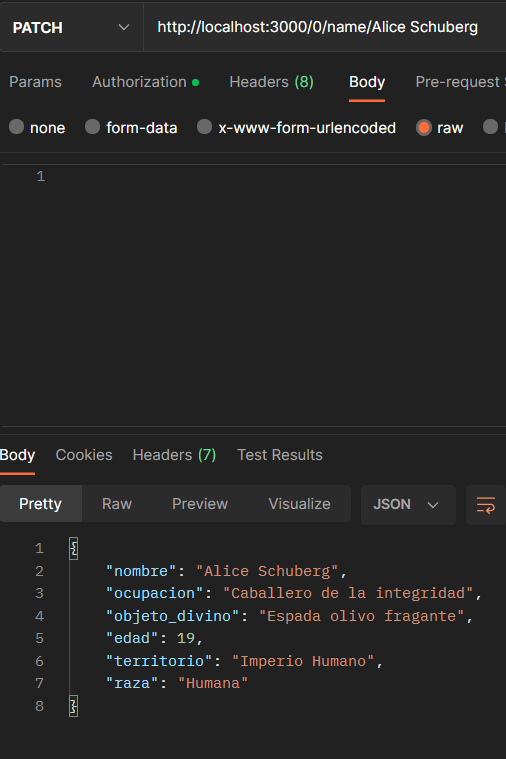 PATCH http://localhost:3000/0/name/Alice Schuberg
Params Authorization Headers (8) Body Pre-request
none form-data x-www-form-urlencoded raw
1
Body Cookies Headers (7) Test Results
Pretty Raw Preview Visualize JSON
1 {
2 "nombre": "Alice Schuberg",
3 "ocupacion": "Caballero de la integridad",
4 "objeto_divino": "Espada olivo fragante",
5 "edad": 19,
6 "territorio": "Imperio Humano",
7 "raza": "Humana"
8 }